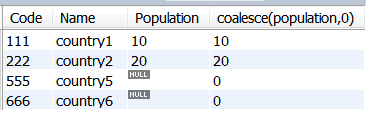 Code Name Population coalesce(population,0)
111 country1 10 10
222 country2 20 20
555 country5 NULL 0
666 country6 NULL 0